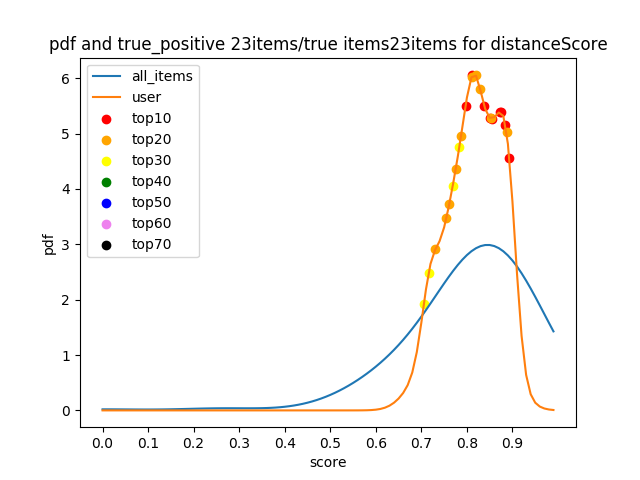 pdf and true_positive 23items/true items23items for distanceScore
all_items
user
top10
top20
top30
top40
top50
top60
top70
pdf
6
5
4
3
2
1
0
0.0 0.1 0.2 0.3 0.4 0.5 0.6 0.7 0.8 0.9
score